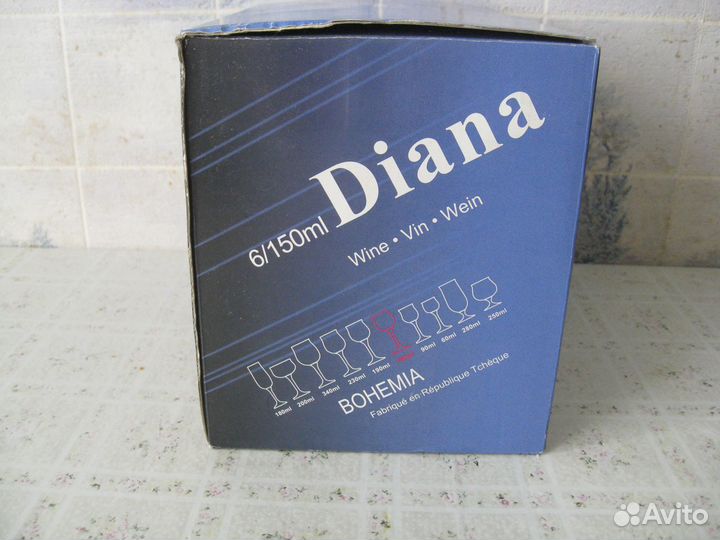 6/150ml Diana
Wine • Vin • Wein
180ml 200ml 340ml 230ml 190ml 90ml 60ml 280ml 250ml
BOHEMIA
Fabriqué en République Tchèque
Avito